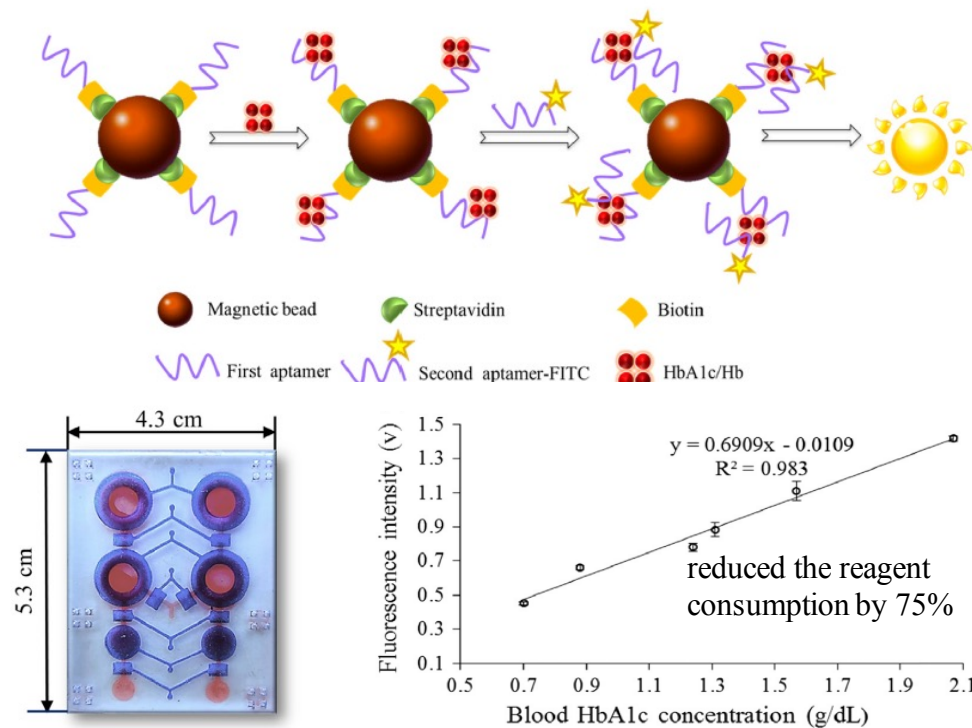 Magnetic bead
Streptavidin
Biotin
First aptamer
Second aptamer-FITC
HbA1c/Hb
4.3 cm
5.3 cm
Fluorescence intensity (v)
1.5
1.3
1.1
0.9
0.7
0.5
0.3
0.1
y = 0.6909x - 0.0109
R² = 0.983
reduced the reagent
consumption by 75%
0.5
0.7
0.9
1.1
1.3
1.5
1.7
1.9
2.1
Blood HbA1c concentration (g/dL)